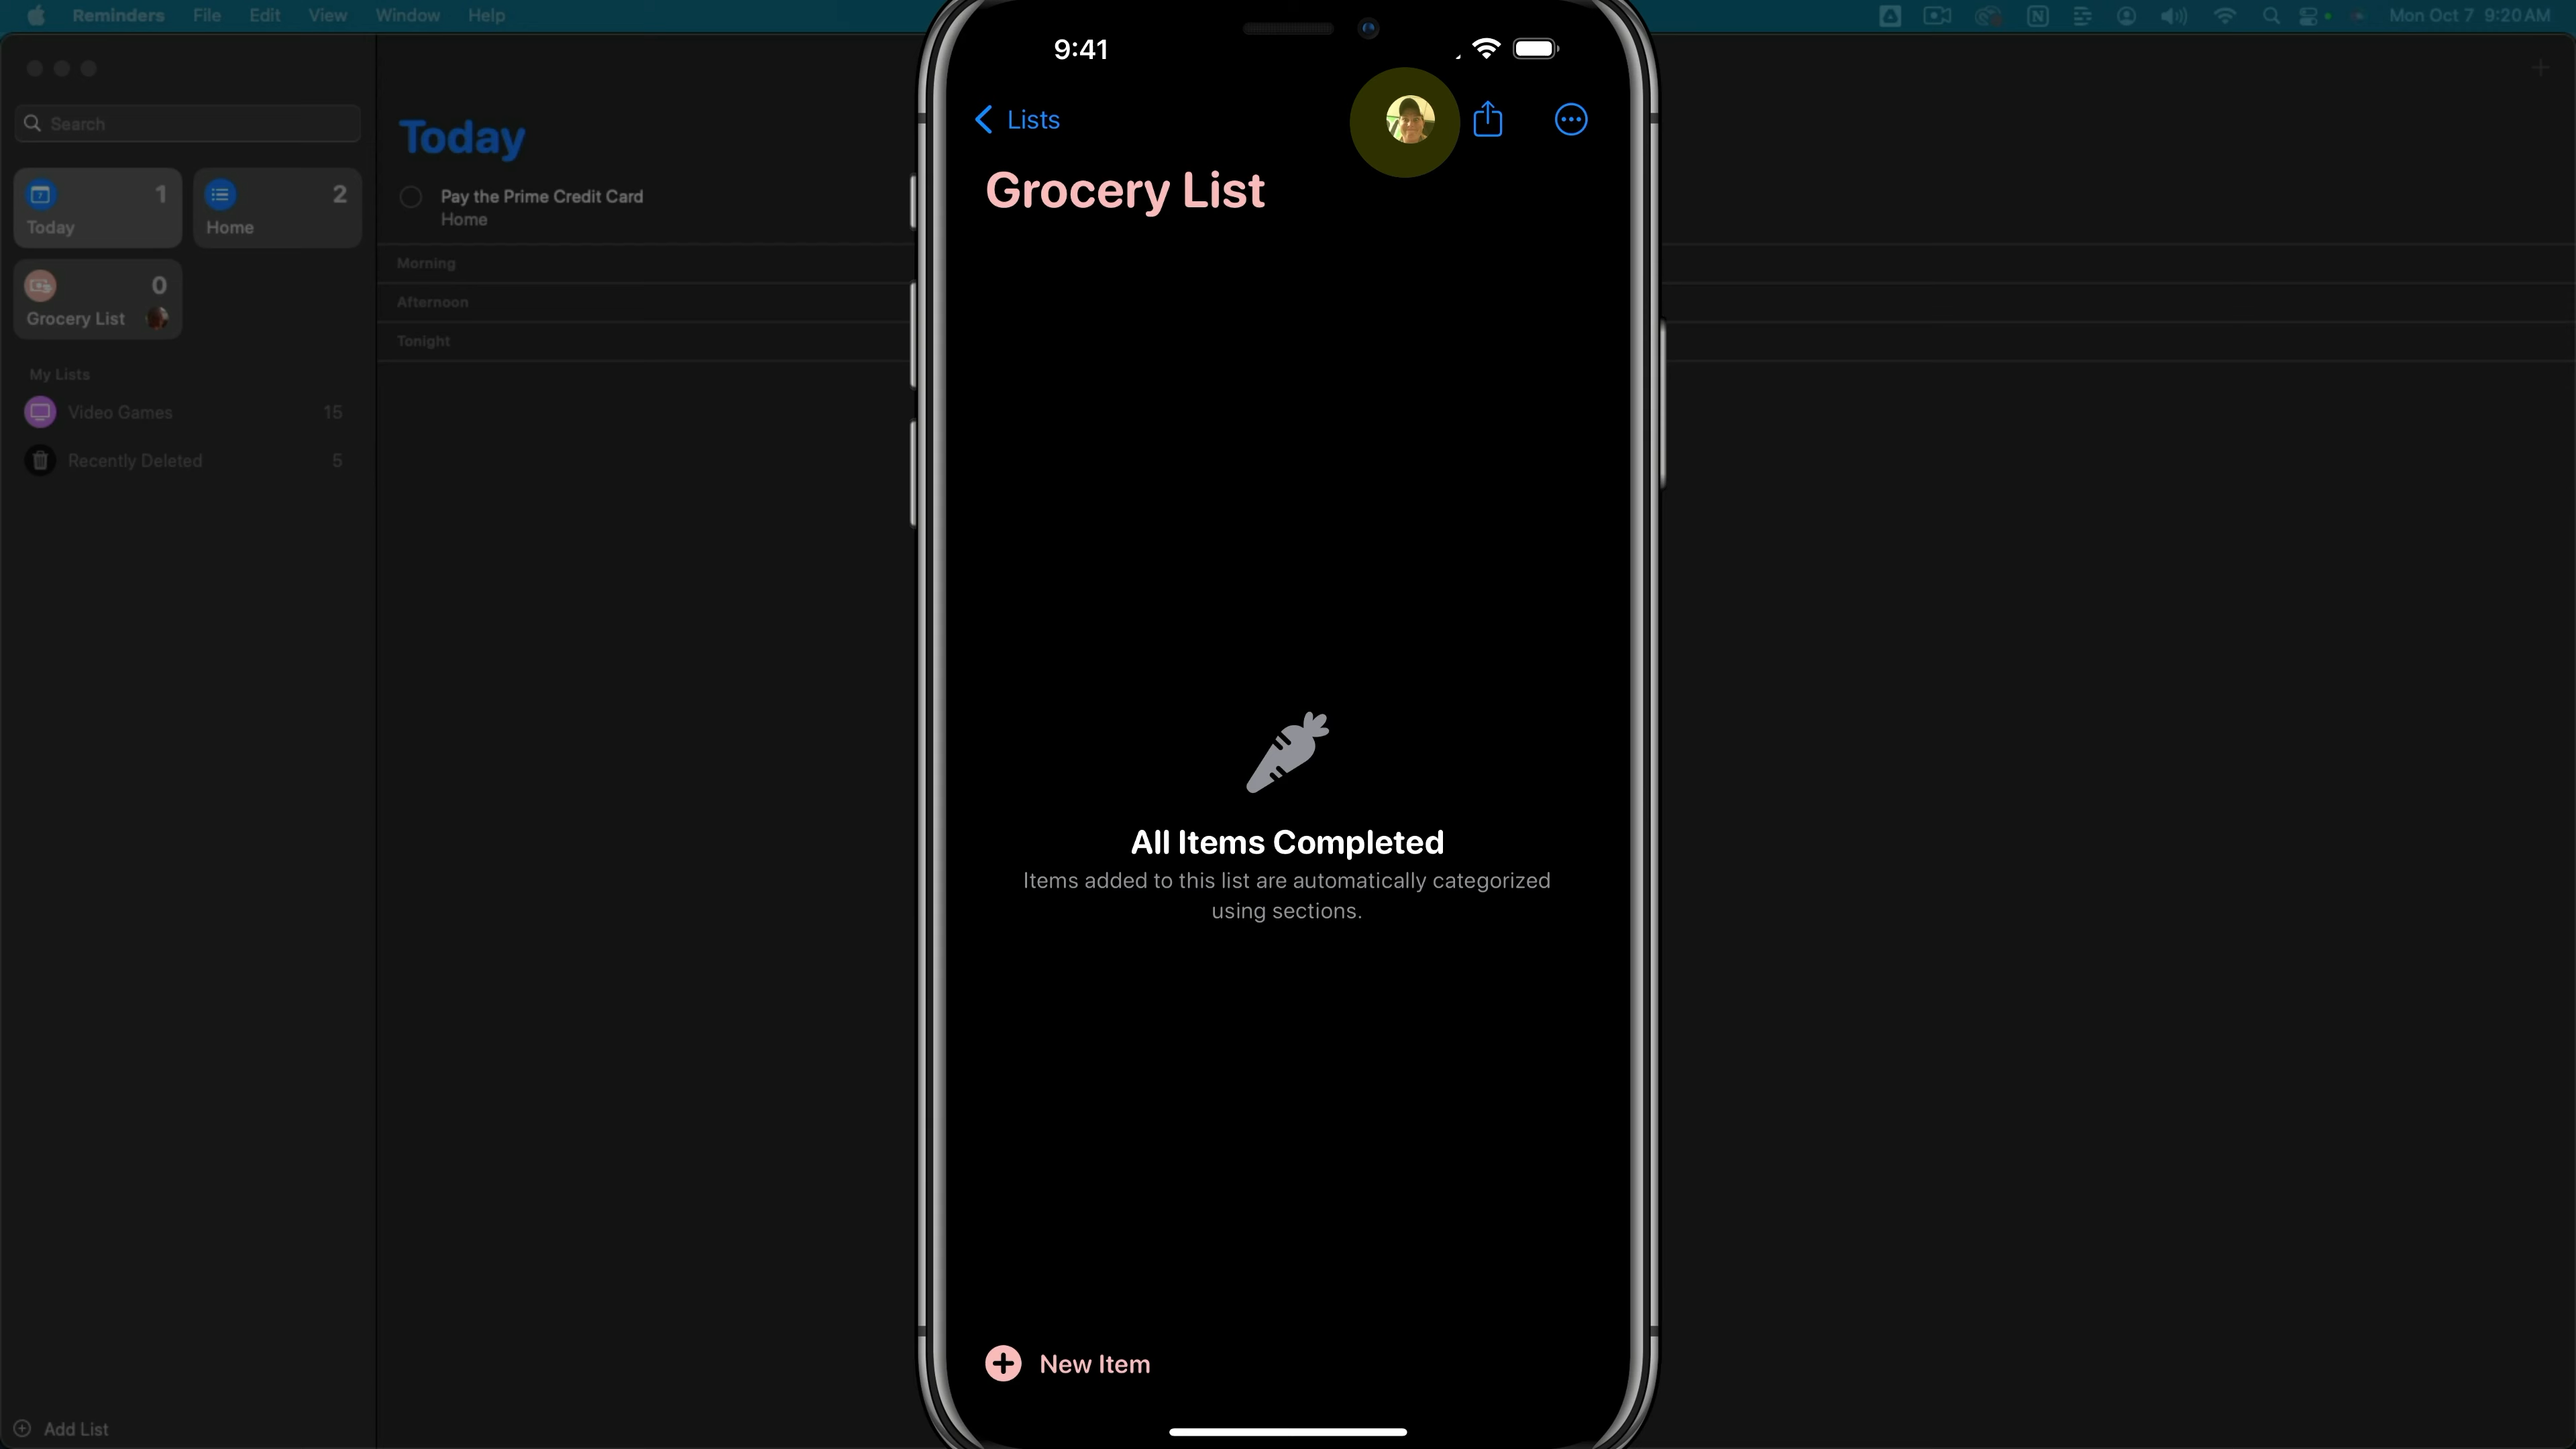 Reminders File Edit View Window Help
Mon Oct 7 9:20 AM
Search
1
Today
2
Home
0
Grocery List
My Lists
Video Games 15
Recently Deleted 5
Add List
Today
Pay the Prime Credit Card
Home
Morning
Afternoon
Tonight
9:41
Lists
Grocery List
All Items Completed
Items added to this list are automatically categorized
using sections.
New Item